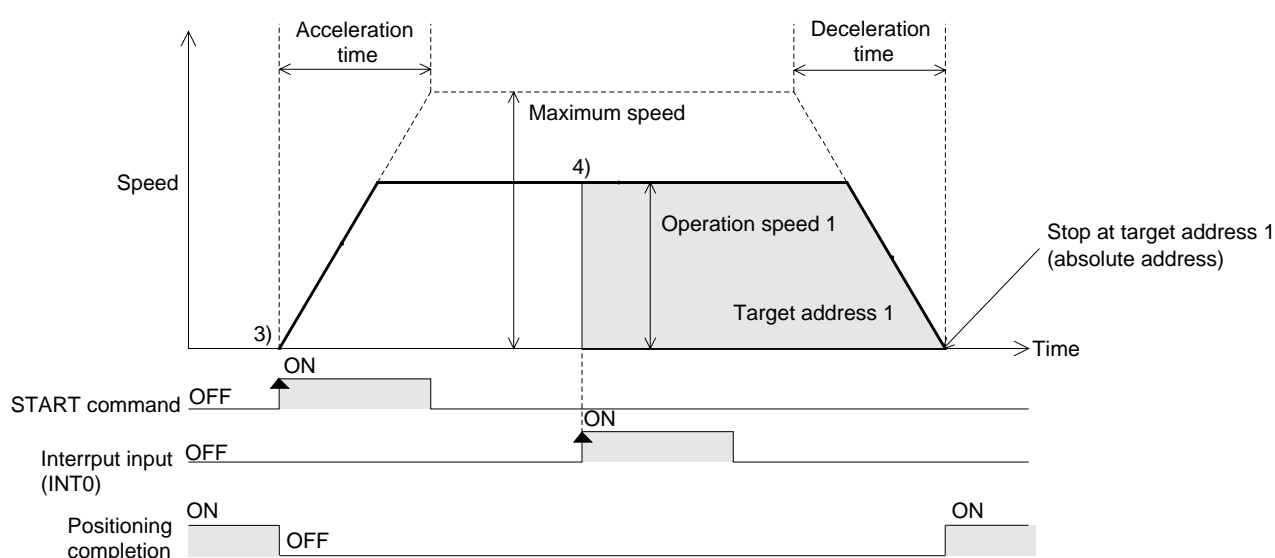 Acceleration
time
Deceleration
time
Maximum speed
4)
Speed
Operation speed 1
Stop at target address 1
(absolute address)
Target address 1
3)
Time
ON
START command
OFF
ON
Interrput input
(INT0)
OFF
ON
ON
Positioning
completion
OFF